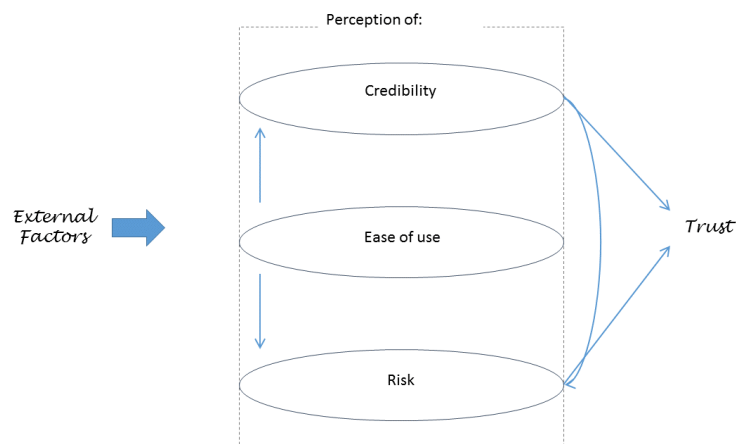 Perception of:
Credibility
External
Factors
Ease of use
Trust
Risk